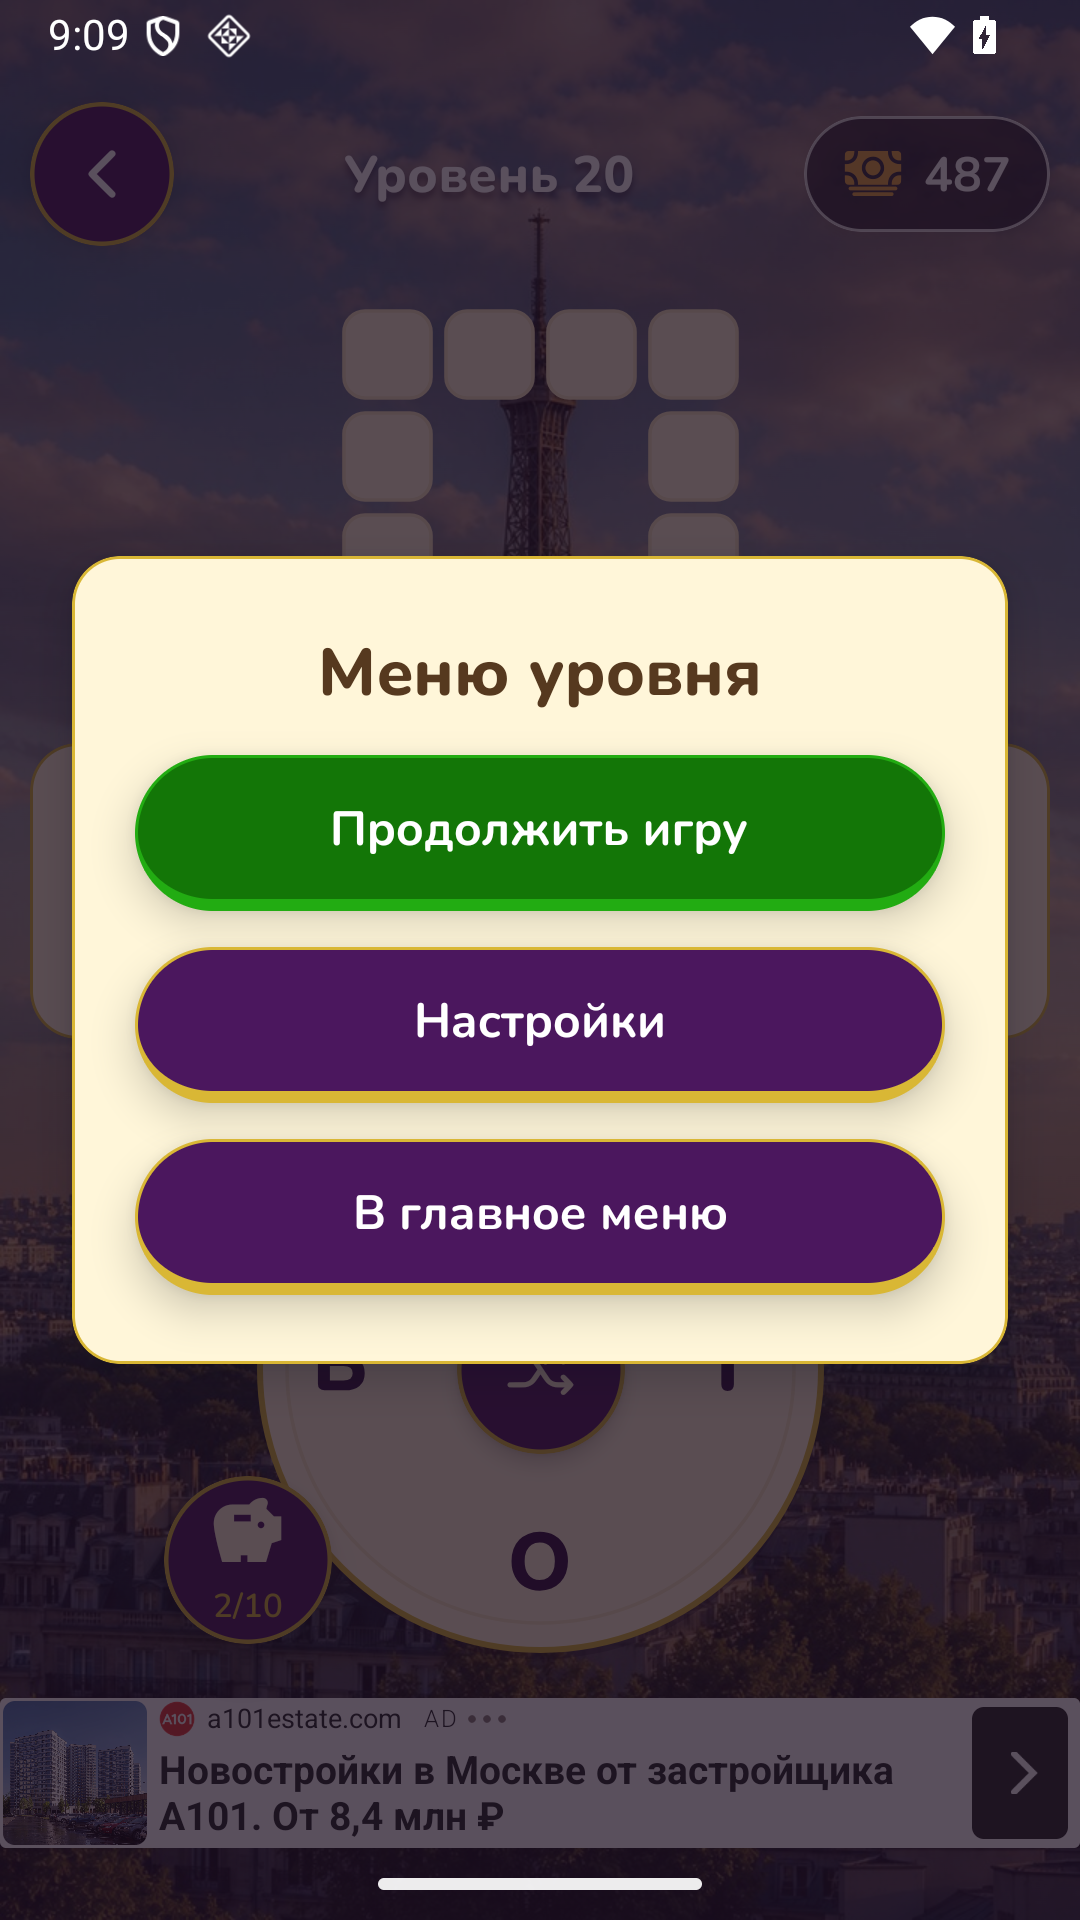 9:09
Уровень 20
487
Меню уровня
Продолжить игру
Настройки
В главное меню
В
О
2/10
A101
a101estate.com AD
Новостройки в Москве от застройщика
А101. От 8,4 млн ₽